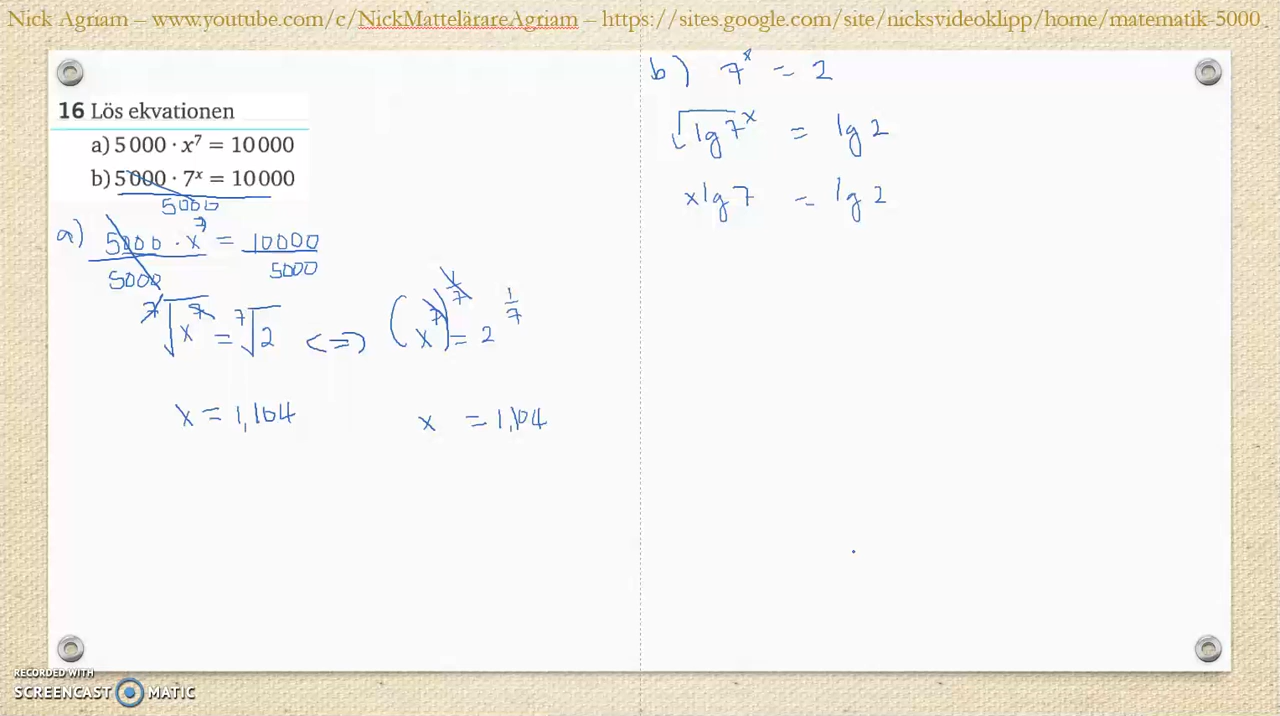 Nick Agriam – www.youtube.com/c/NickMattelärareAgriam – https://sites.google.com/site/nicksvideoklipp/home/matematik-5000
16 Lös ekvationen
a) 5 000 · x⁷ = 10 000
b) 5 000 · 7ˣ = 10 000
5000
a) 5000 · x⁷ = 10000
5000 5000
⁷√x⁷ = ⁷√2 <=> (x⁷)^1/7 = 2^1/7
x = 1,104 x = 1,104
b) 7ˣ = 2
lg 7ˣ = lg 2
x lg 7 = lg 2
RECORDED WITH
SCREENCAST MATIC